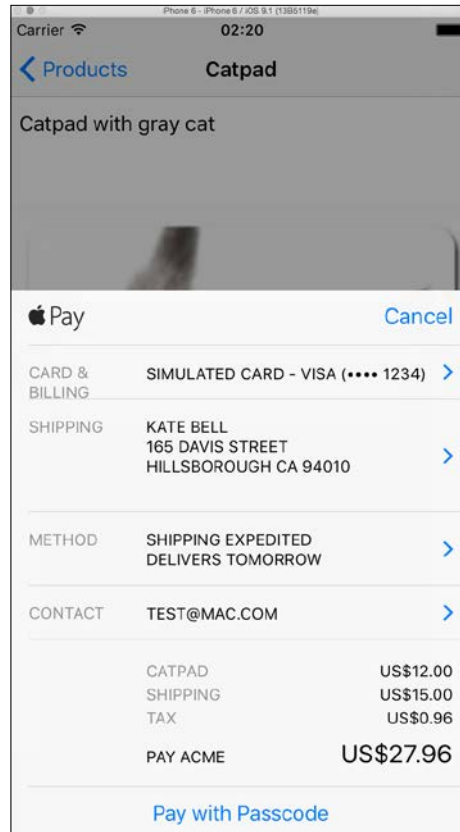 iPhone 6 - iPhone 6 / iOS 9.1 (13B5119e)
Carrier 02:20
Products Catpad
Catpad with gray cat
Pay Cancel
CARD & BILLING
SIMULATED CARD - VISA (•••• 1234)
SHIPPING
KATE BELL
165 DAVIS STREET
HILLSBOROUGH CA 94010
METHOD
SHIPPING EXPEDITED
DELIVERS TOMORROW
CONTACT
TEST@MAC.COM
CATPAD US$12.00
SHIPPING US$15.00
TAX US$0.96
PAY ACME US$27.96
Pay with Passcode